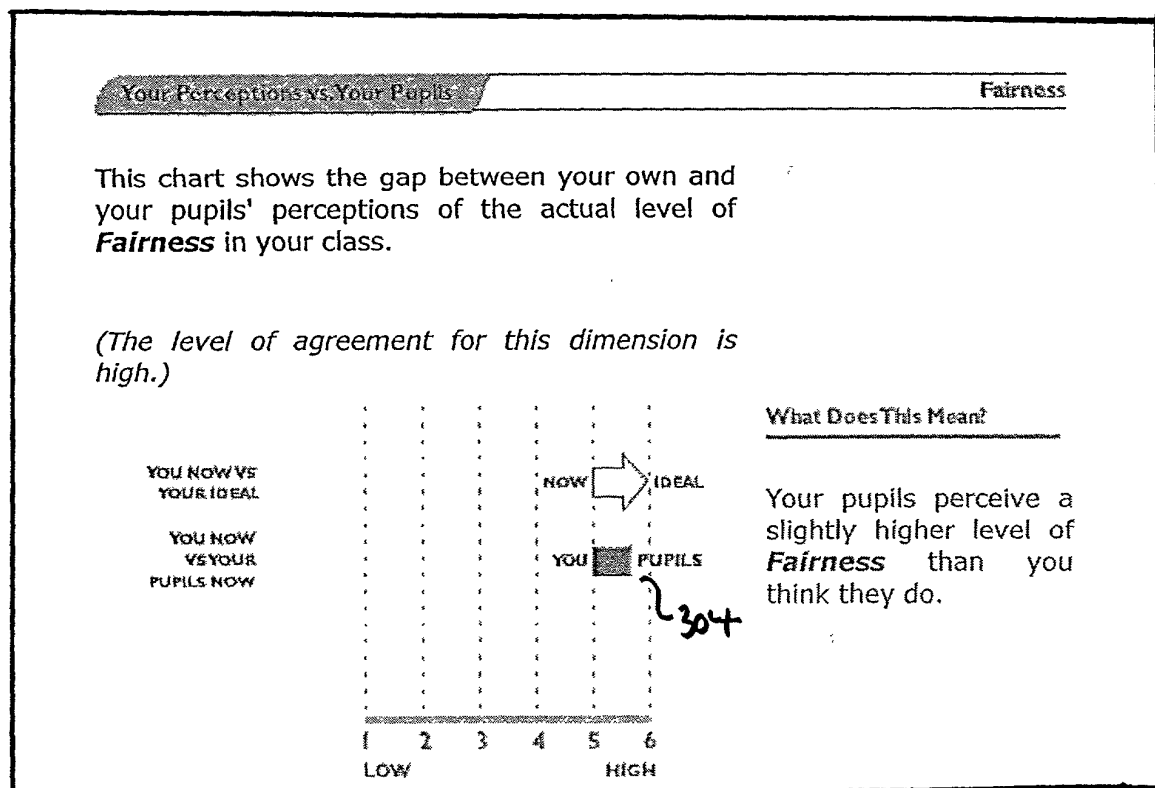 Your Perceptions vs. Your Pupils
Fairness
This chart shows the gap between your own and
your pupils' perceptions of the actual level of
Fairness in your class.
(The level of agreement for this dimension is
high.)
What Does This Mean?
YOU NOW VS
YOUR IDEAL
NOW IDEAL
YOU NOW
VS YOUR
PUPILS NOW
YOU PUPILS
304
Your pupils perceive a
slightly higher level of
Fairness than you
think they do.
1 2 3 4 5 6
LOW HIGH